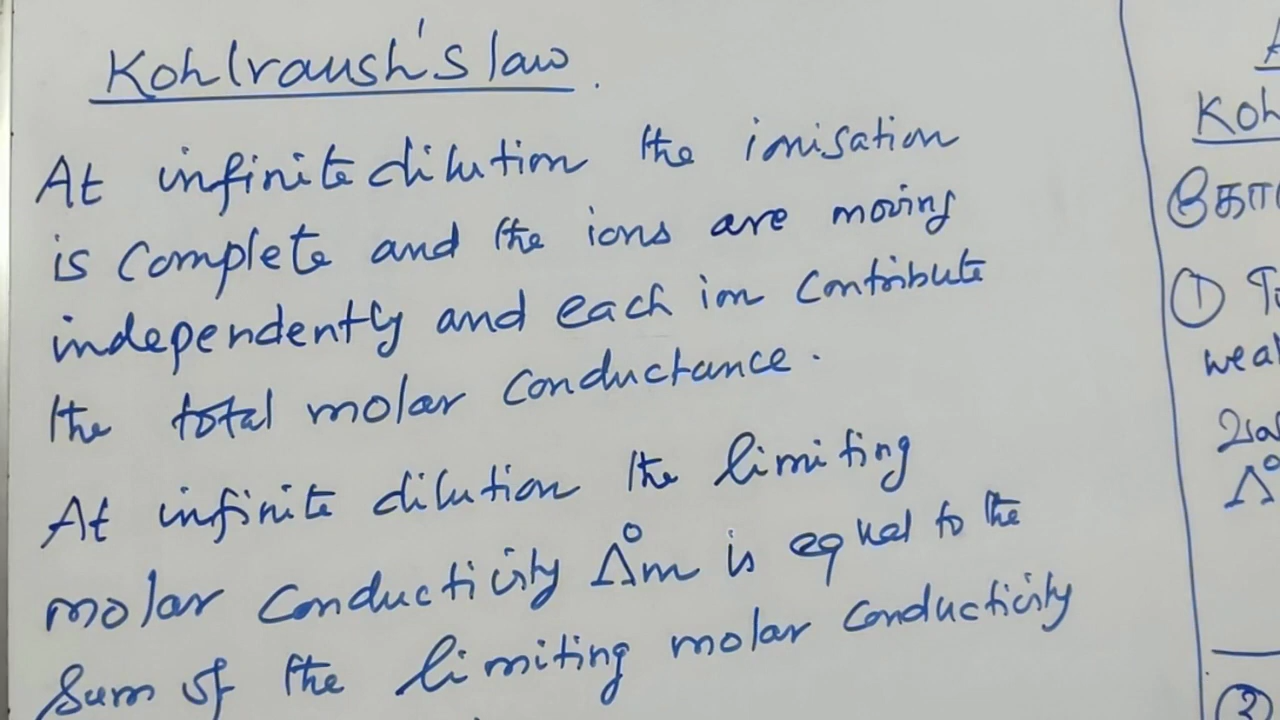 Kohlraush's law.
At infinite dilution the ionisation
is complete and the ions are moving
independently and each ion contribute
the total molar conductance.
At infinite dilution the limiting
molar conductivity Λ°m is equal to the
sum of the limiting molar conductivity
Koh
①
Λ°
②